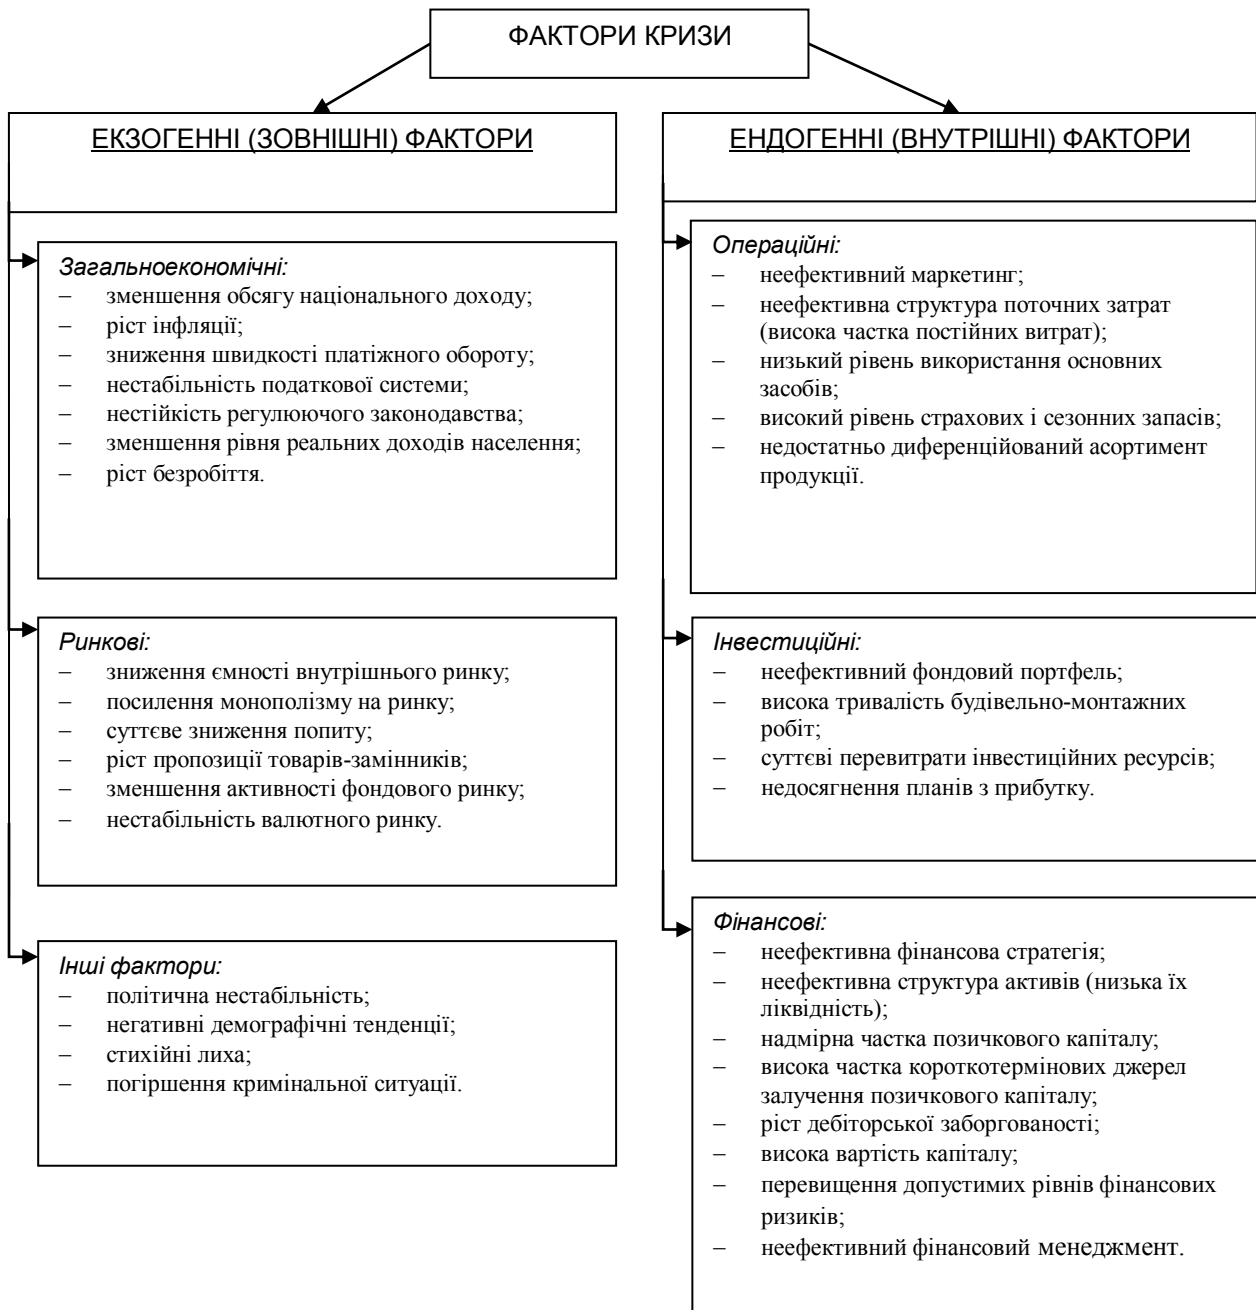 ФАКТОРИ КРИЗИ
ЕКЗОГЕННІ (ЗОВНІШНІ) ФАКТОРИ
Загальноекономічні:
– зменшення обсягу національного доходу;
– ріст інфляції;
– зниження швидкості платіжного обороту;
– нестабільність податкової системи;
– нестійкість регулюючого законодавства;
– зменшення рівня реальних доходів населення;
– ріст безробіття.
Ринкові:
– зниження ємності внутрішнього ринку;
– посилення монополізму на ринку;
– суттєве зниження попиту;
– ріст пропозиції товарів-замінників;
– зменшення активності фондового ринку;
– нестабільність валютного ринку.
Інші фактори:
– політична нестабільність;
– негативні демографічні тенденції;
– стихійні лиха;
– погіршення кримінальної ситуації.
ЕНДОГЕННІ (ВНУТРІШНІ) ФАКТОРИ
Операційні:
– неефективний маркетинг;
– неефективна структура поточних затрат
(висока частка постійних витрат);
– низький рівень використання основних
засобів;
– високий рівень страхових і сезонних запасів;
– недостатньо диференційований асортимент
продукції.
Інвестиційні:
– неефективний фондовий портфель;
– висока тривалість будівельно-монтажних
робіт;
– суттєві перевитрати інвестиційних ресурсів;
– недосягнення планів з прибутку.
Фінансові:
– неефективна фінансова стратегія;
– неефективна структура активів (низька їх
ліквідність);
– надмірна частка позичкового капіталу;
– висока частка короткотермінових джерел
залучення позичкового капіталу;
– ріст дебіторської заборгованості;
– висока вартість капіталу;
– перевищення допустимих рівнів фінансових
ризиків;
– неефективний фінансовий менеджмент.